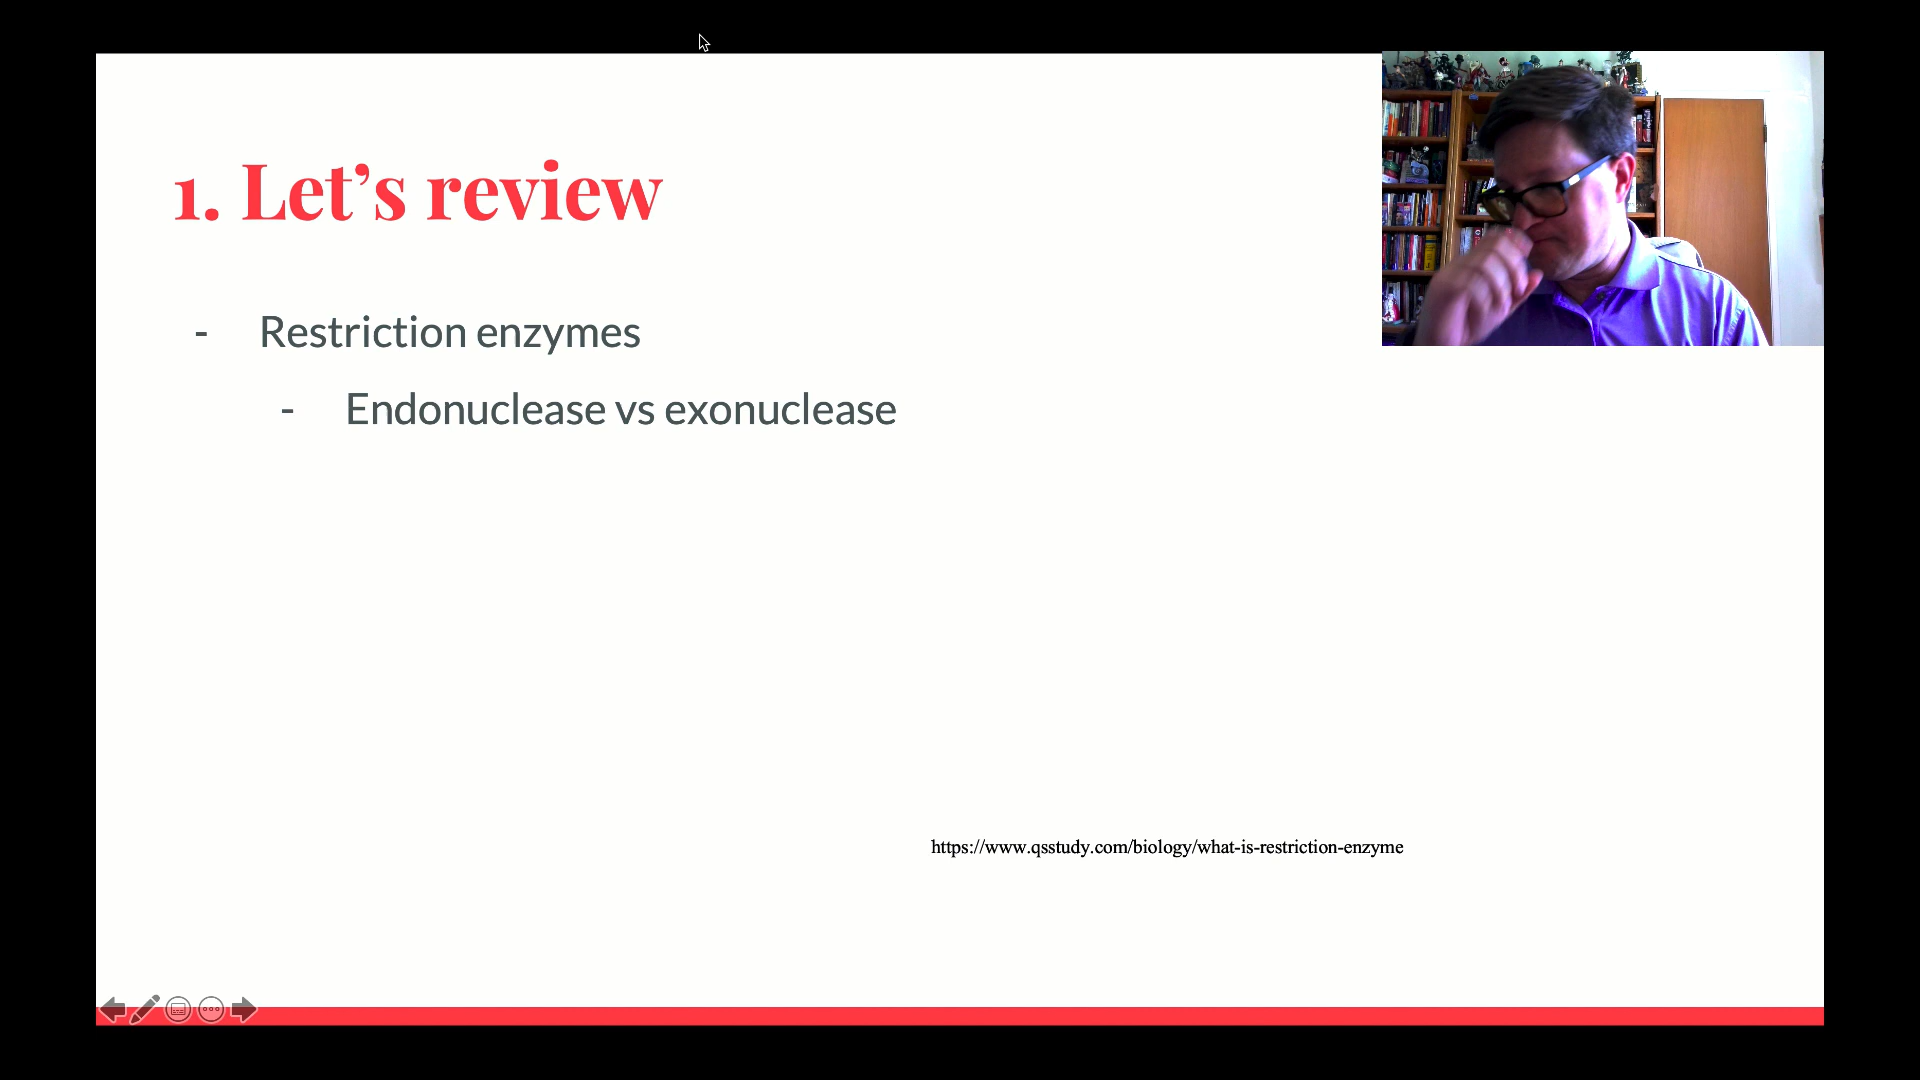 1. Let’s review
- Restriction enzymes
- Endonuclease vs exonuclease
https://www.qsstudy.com/biology/what-is-restriction-enzyme